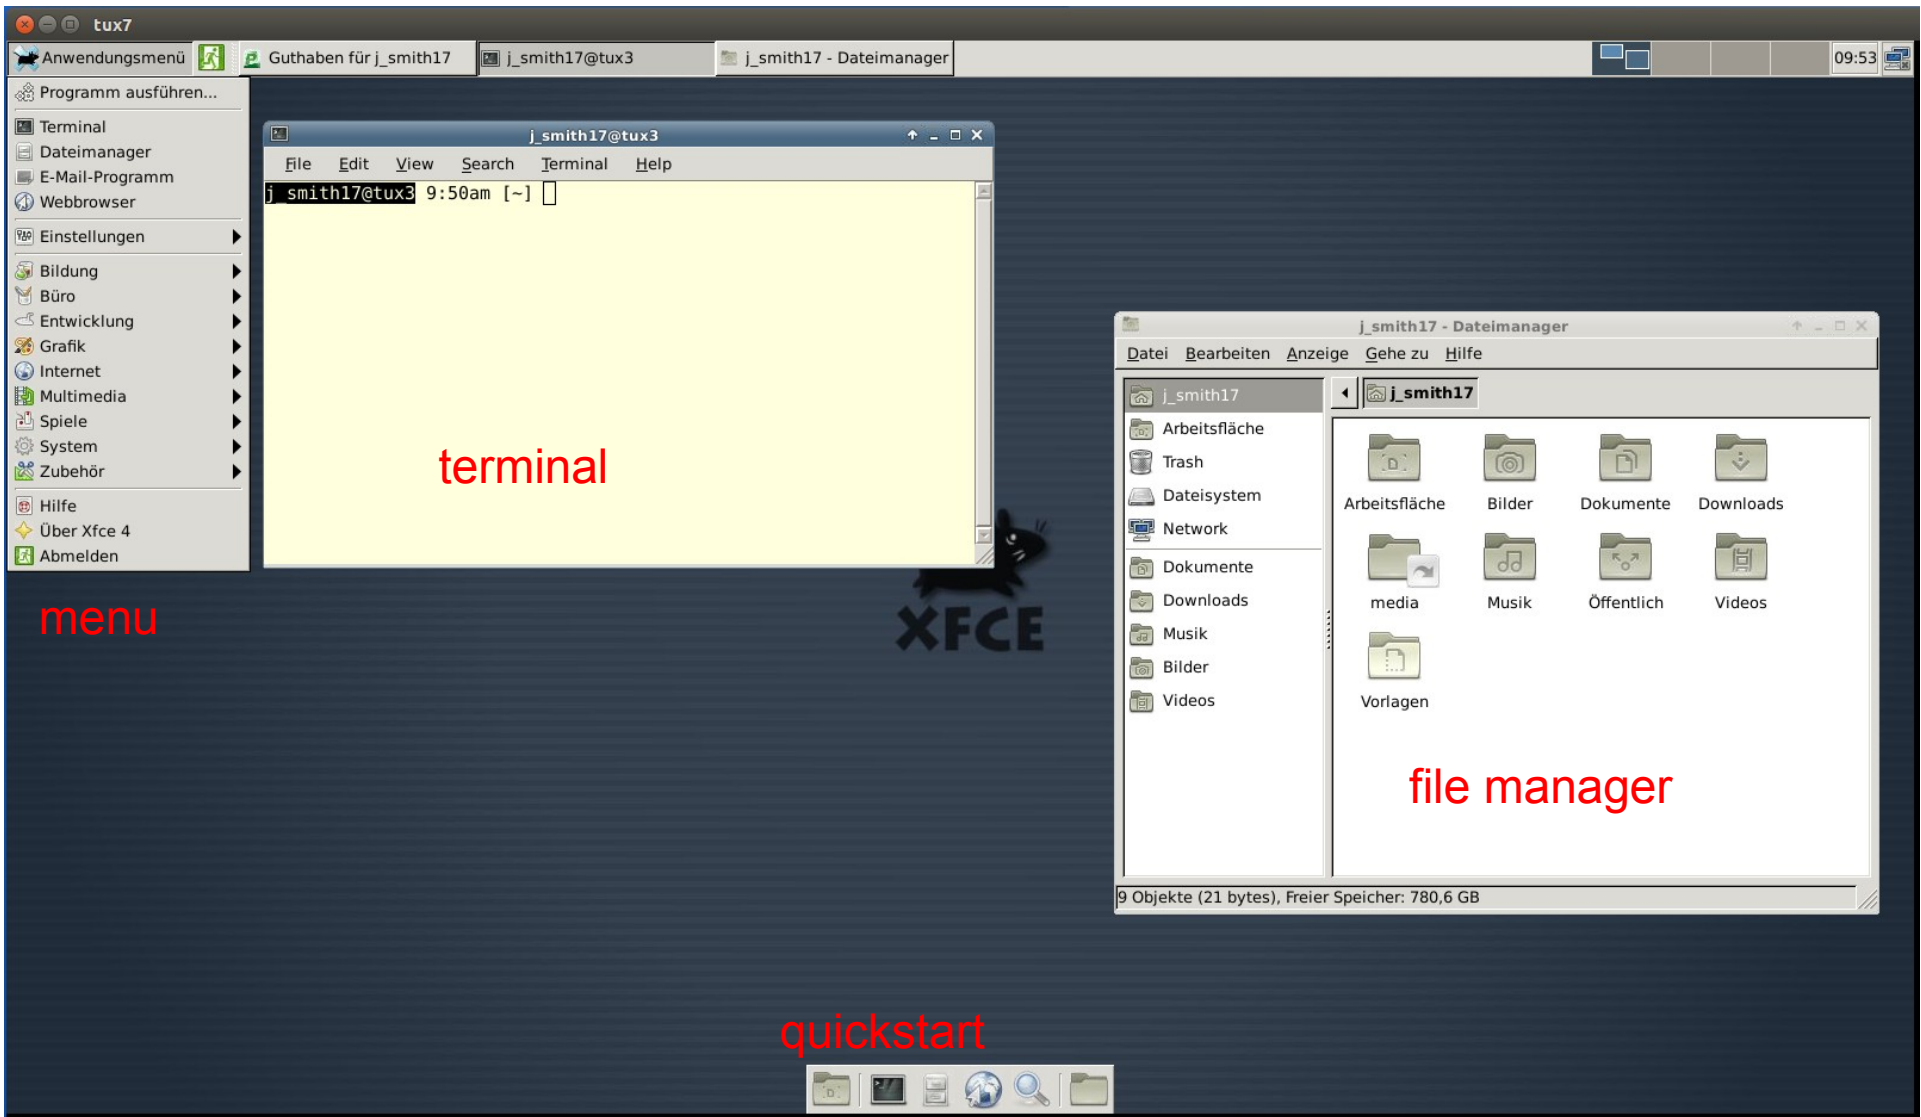 tux7
Anwendungsmenü
Guthaben für j_smith17
j_smith17@tux3
j_smith17 - Dateimanager
09:53
Programm ausführen...
Terminal
Dateimanager
E-Mail-Programm
Webbrowser
Einstellungen
Bildung
Büro
Entwicklung
Grafik
Internet
Multimedia
Spiele
System
Zubehör
Hilfe
Über Xfce 4
Abmelden
menu
j_smith17@tux3
File Edit View Search Terminal Help
j_smith17@tux3 9:50am [~]
terminal
XFCE
j_smith17 - Dateimanager
Datei Bearbeiten Anzeige Gehe zu Hilfe
j_smith17
Arbeitsfläche
Trash
Dateisystem
Network
Dokumente
Downloads
Musik
Bilder
Videos
j_smith17
Arbeitsfläche Bilder Dokumente Downloads
media Musik Öffentlich Videos
Vorlagen
file manager
9 Objekte (21 bytes), Freier Speicher: 780,6 GB
quickstart